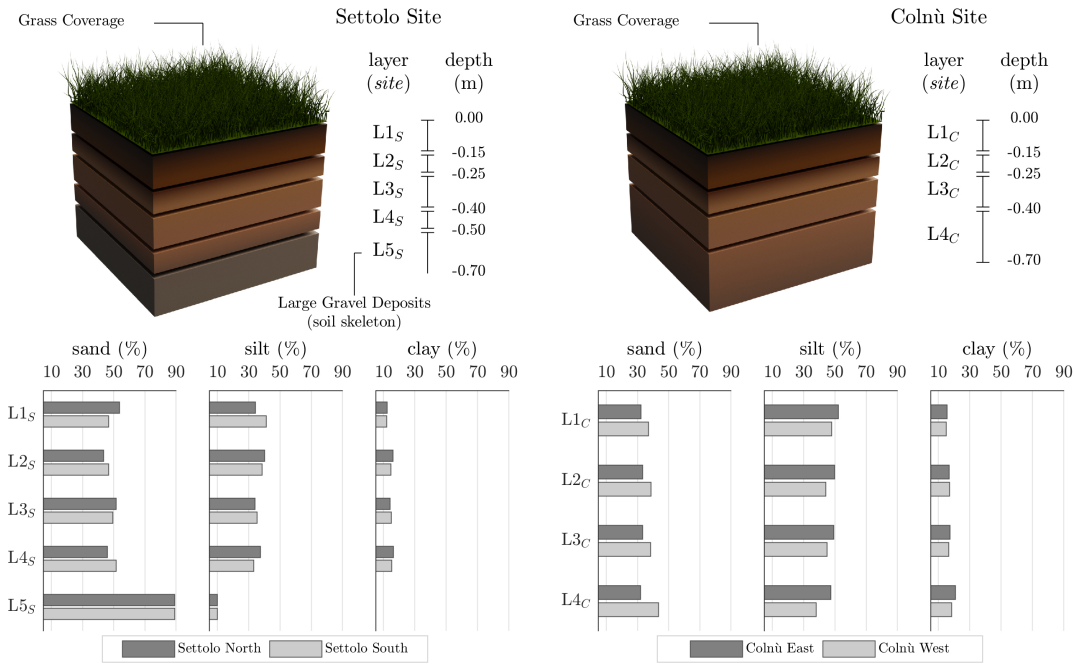 Settolo Site
Grass Coverage
layer depth
(site) (m)
0.00
L1S
-0.15
L2S
-0.25
L3S
-0.40
L4S
-0.50
L5S
-0.70
Large Gravel Deposits
(soil skeleton)
Colnù Site
Grass Coverage
layer depth
(site) (m)
0.00
L1C
-0.15
L2C
-0.25
L3C
-0.40
L4C
-0.70
sand (%) silt (%) clay (%)
10 30 50 70 90 10 30 50 70 90 10 30 50 70 90
L1S
L2S
L3S
L4S
L5S
Settolo North Settolo South
sand (%) silt (%) clay (%)
10 30 50 70 90 10 30 50 70 90 10 30 50 70 90
L1C
L2C
L3C
L4C
Colnù East Colnù West